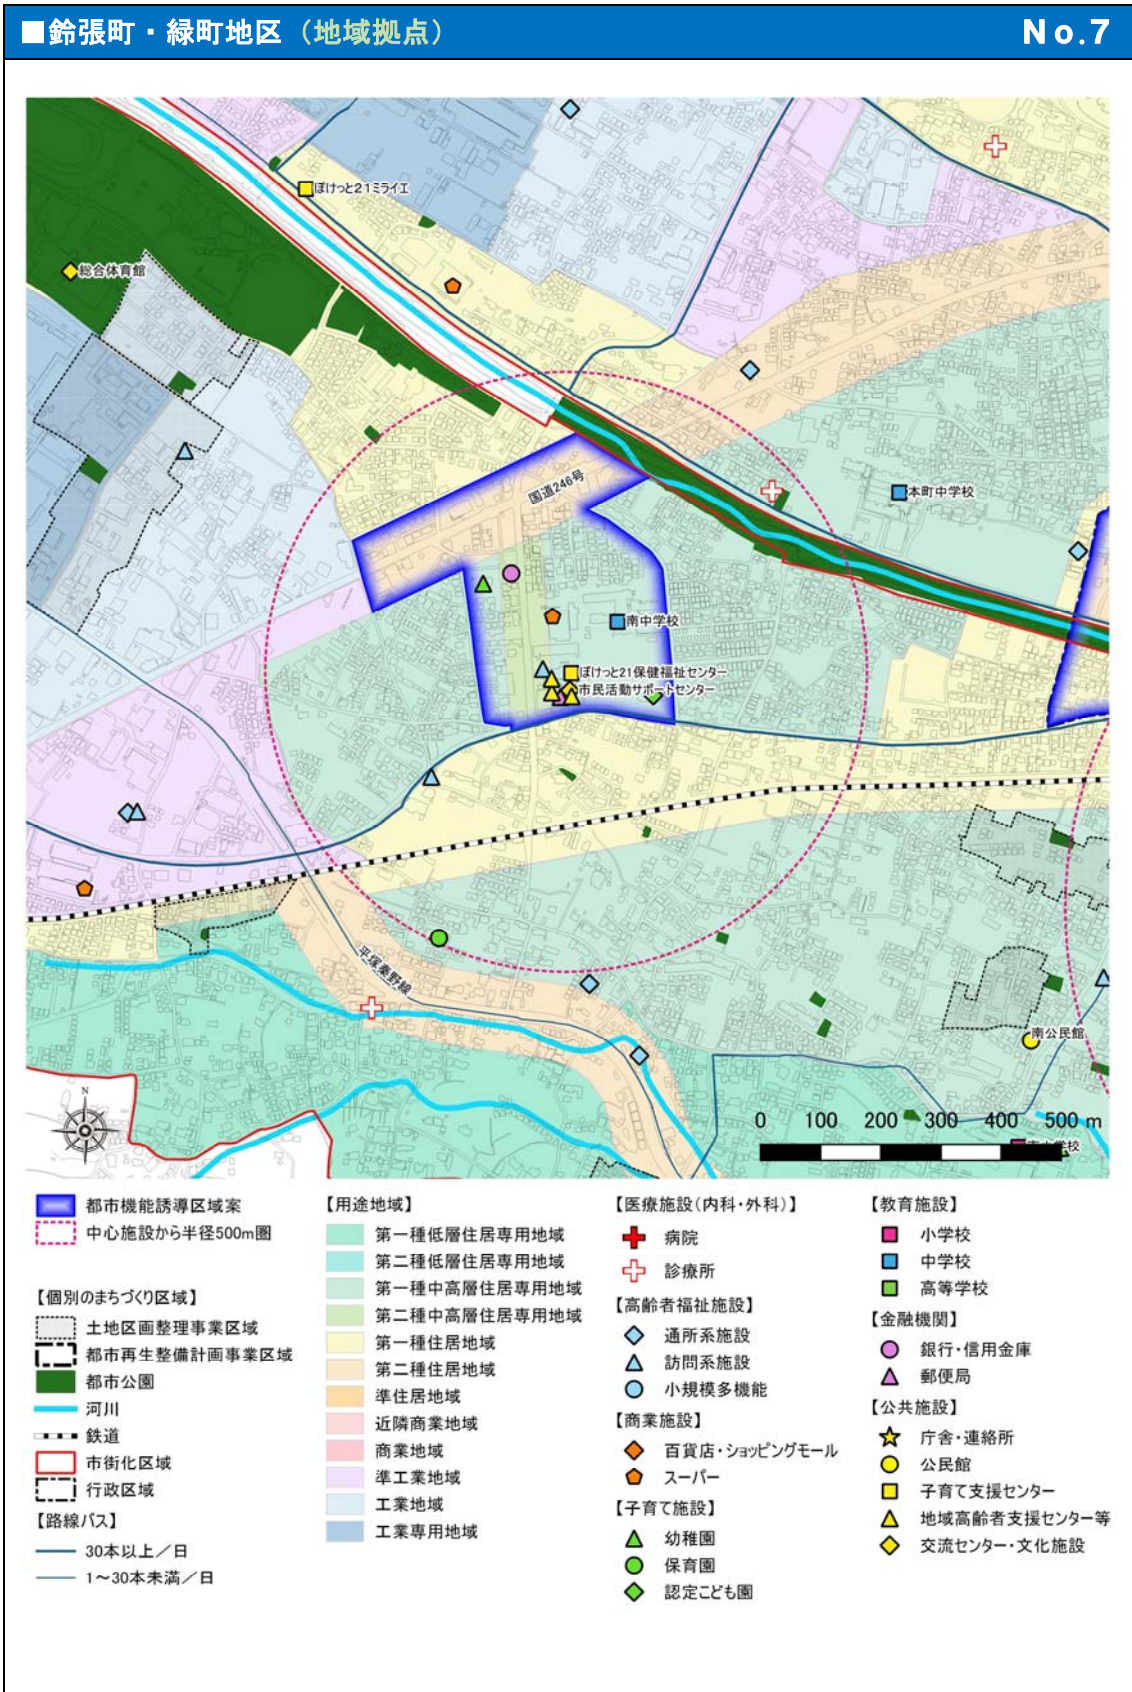 ■鈴張町・緑町地区（地域拠点）
No.7
ぽけっと21ミライエ
総合体育館
国道246号
本町中学校
南中学校
ぽけっと21保健福祉センター
市民活動サポートセンター
平塚秦野線
南公民館
N
0 100 200 300 400 500 m
都市機能誘導区域案
中心施設から半径500m圏
【個別のまちづくり区域】
土地区画整理事業区域
都市再生整備計画事業区域
都市公園
河川
鉄道
市街化区域
行政区域
【路線バス】
30本以上／日
1～30本未満／日
【用途地域】
第一種低層住居専用地域
第二種低層住居専用地域
第一種中高層住居専用地域
第二種中高層住居専用地域
第一種住居地域
第二種住居地域
準住居地域
近隣商業地域
商業地域
準工業地域
工業地域
工業専用地域
【医療施設（内科・外科）】
病院
診療所
【高齢者福祉施設】
通所系施設
訪問系施設
小規模多機能
【商業施設】
百貨店・ショッピングモール
スーパー
【子育て施設】
幼稚園
保育園
認定こども園
【教育施設】
小学校
中学校
高等学校
【金融機関】
銀行・信用金庫
郵便局
【公共施設】
庁舎・連絡所
公民館
子育て支援センター
地域高齢者支援センター等
交流センター・文化施設